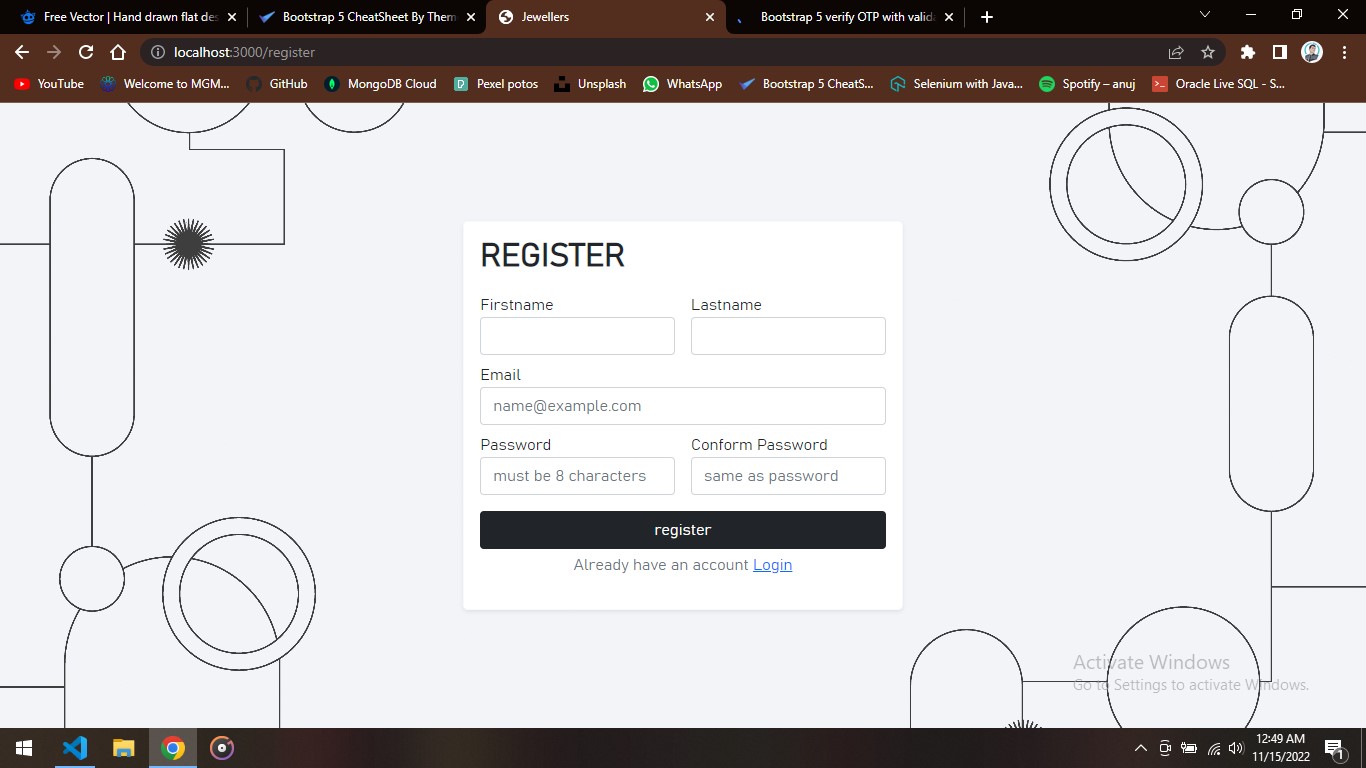 Free Vector | Hand drawn flat des
Bootstrap 5 CheatSheet By Them
Jewellers
Bootstrap 5 verify OTP with valida
localhost:3000/register
YouTube
Welcome to MGM...
GitHub
MongoDB Cloud
Pexel potos
Unsplash
WhatsApp
Bootstrap 5 CheatS...
Selenium with Java...
Spotify – anuj
Oracle Live SQL - S...
REGISTER
Firstname Lastname
Email
name@example.com
Password Conform Password
must be 8 characters same as password
register
Already have an account Login
Activate Windows
Go to Settings to activate Windows.
12:49 AM
11/15/2022
1